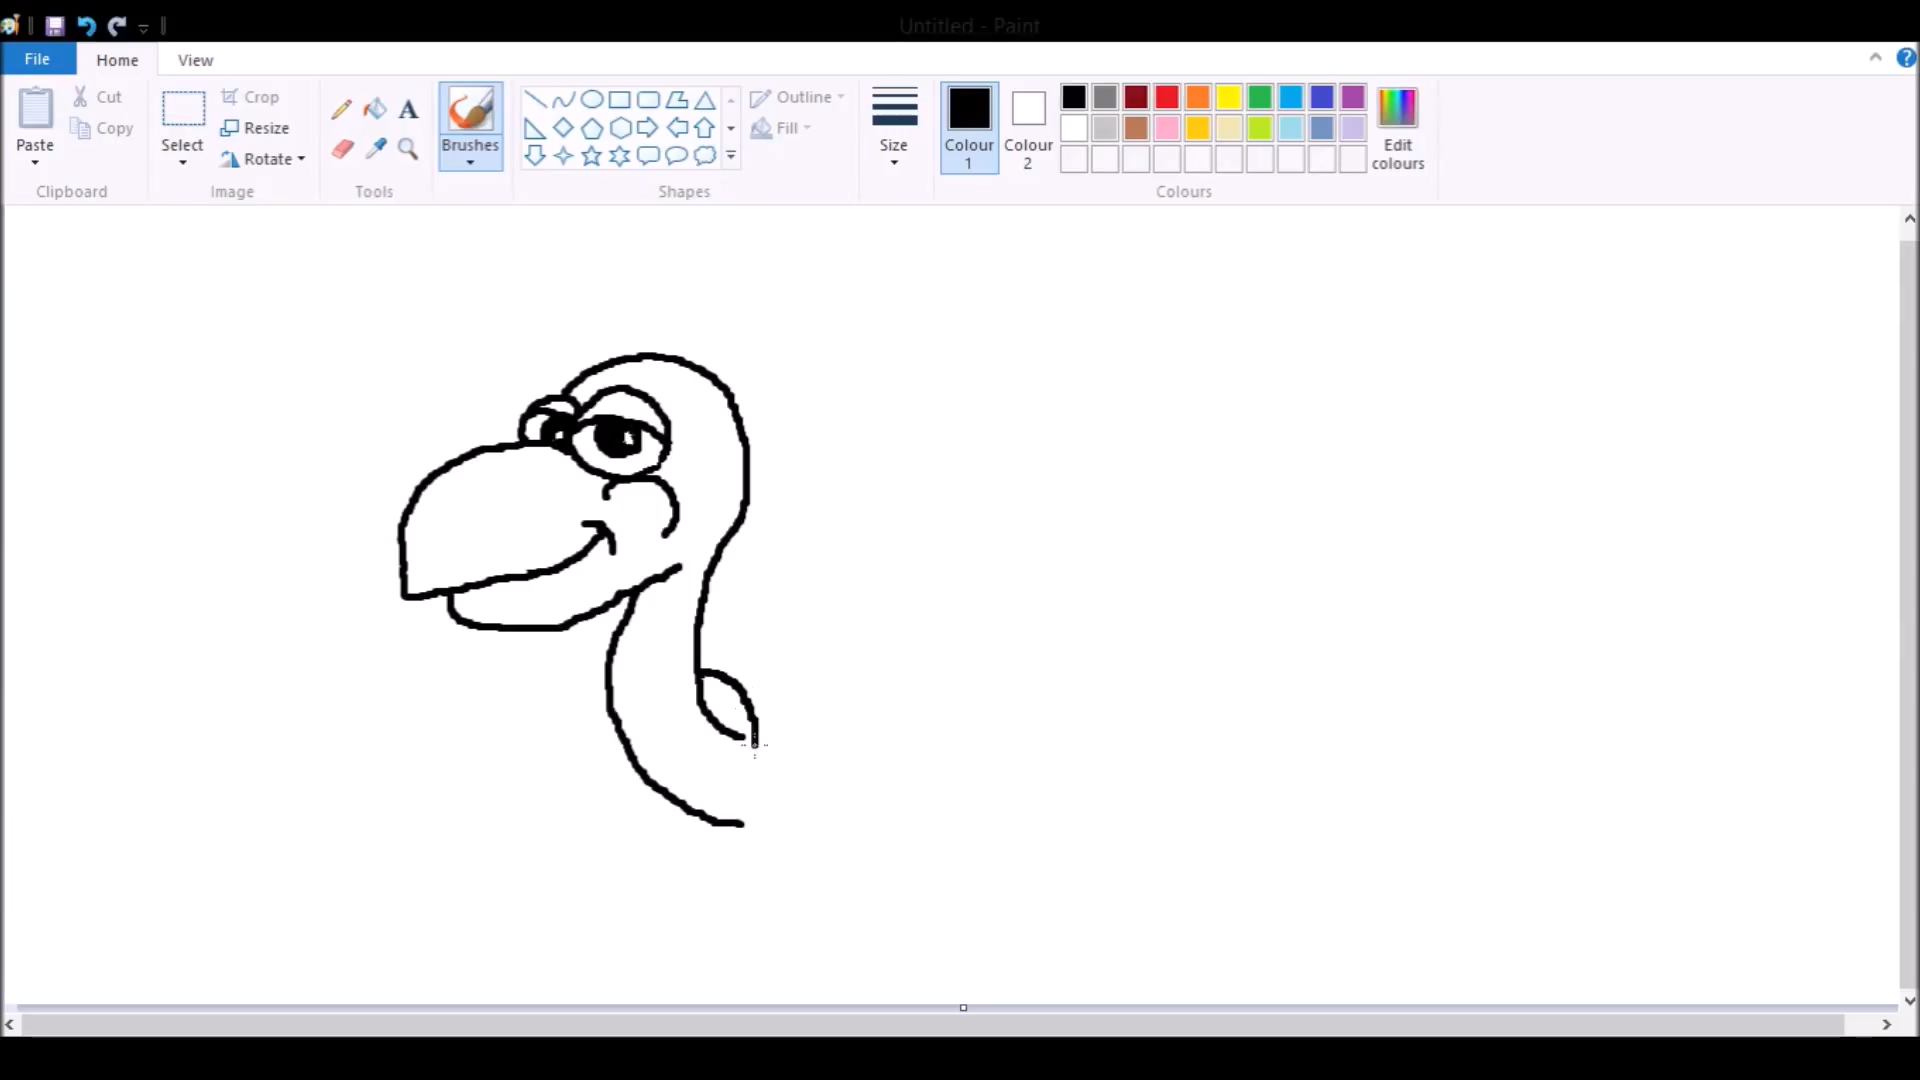 Untitled - Paint
File Home View
Cut
Copy
Paste
Clipboard
Crop
Resize
Rotate
Select
Image
A
Tools
Brushes
Outline
Fill
Shapes
Size
Colour
1
Colour
2
Edit
colours
Colours
?